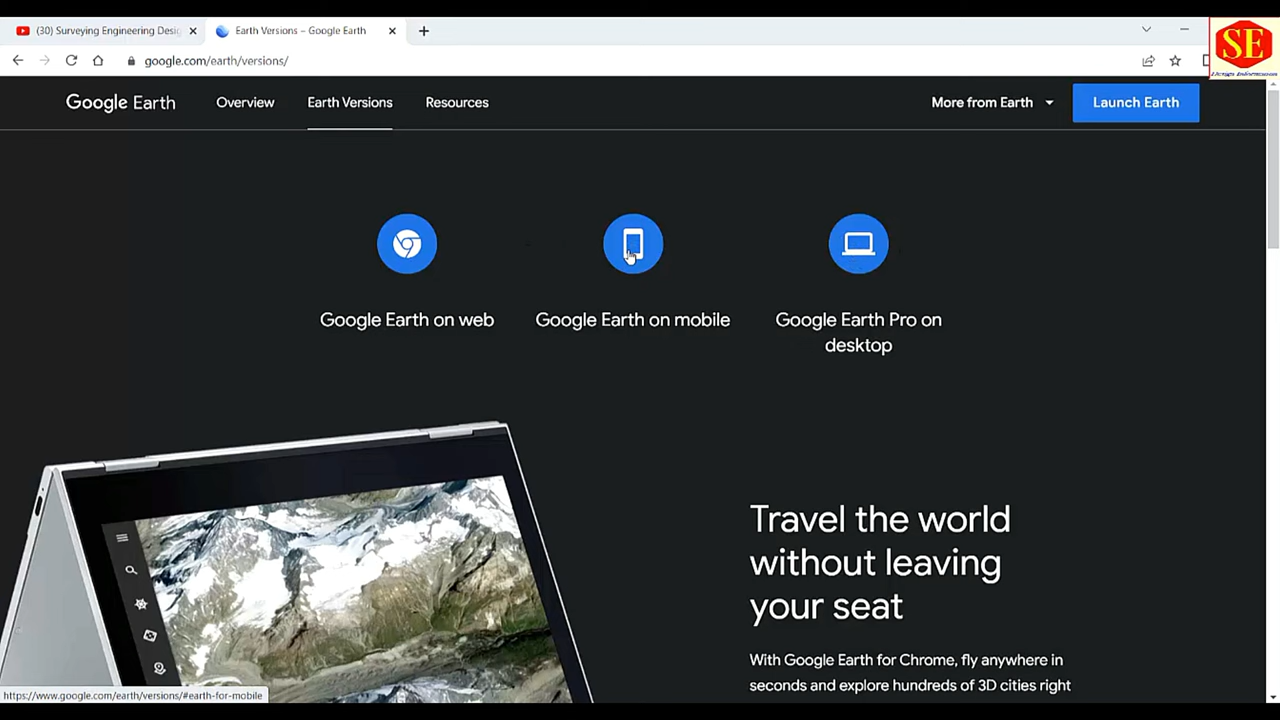 (30) Surveying Engineering Desig
Earth Versions – Google Earth
google.com/earth/versions/
SE
Design Information
Google Earth
Overview
Earth Versions
Resources
More from Earth
Launch Earth
Google Earth on web
Google Earth on mobile
Google Earth Pro on
desktop
Travel the world
without leaving
your seat
With Google Earth for Chrome, fly anywhere in
seconds and explore hundreds of 3D cities right
https://www.google.com/earth/versions/#earth-for-mobile